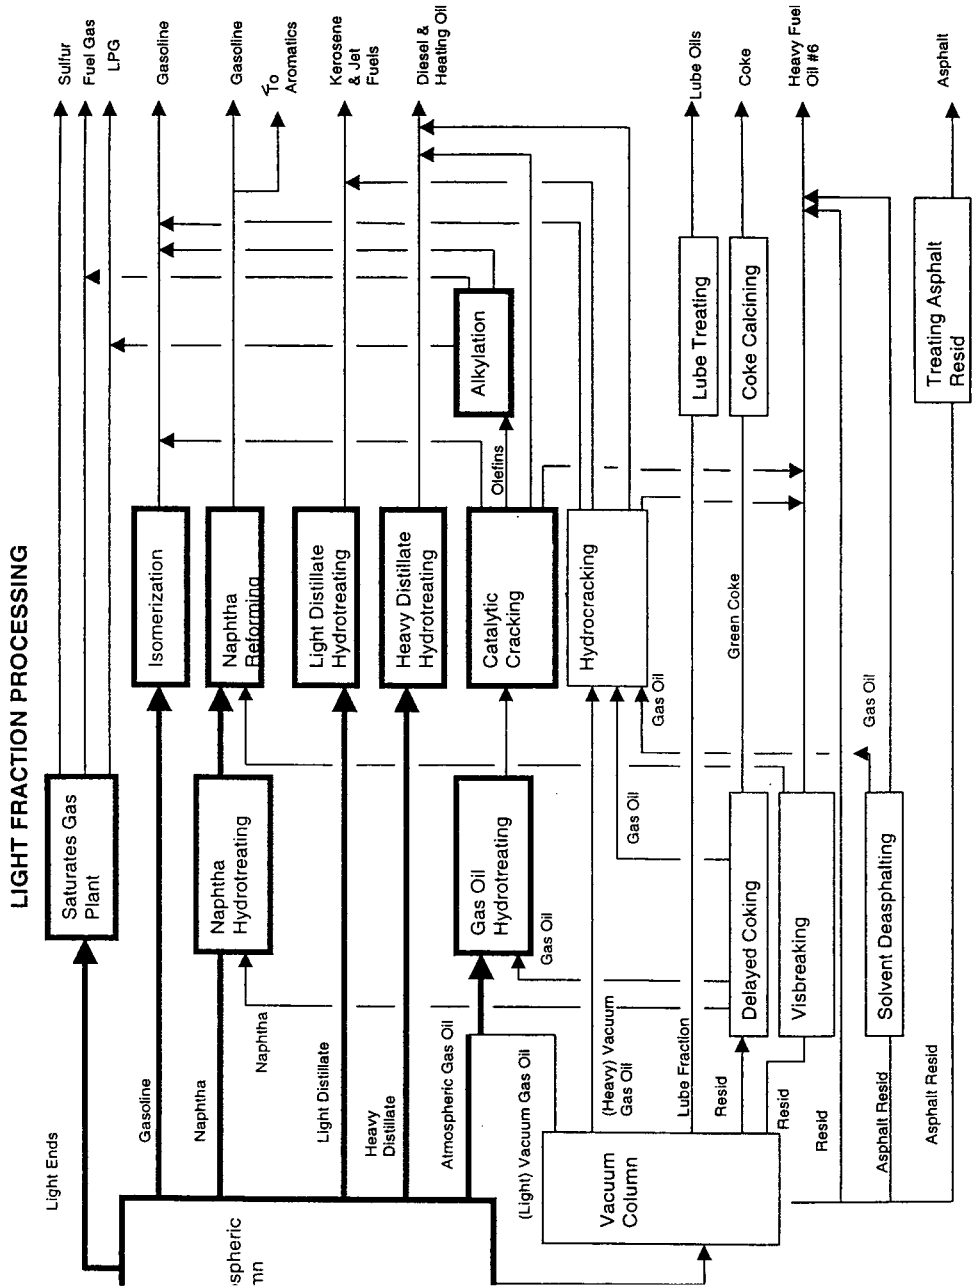 LIGHT FRACTION PROCESSING
Sulfur
Fuel Gas
LPG
Gasoline
Gasoline
To
Aromatics
Kerosene
& Jet
Fuels
Diesel &
Heating Oil
Lube Oils
Coke
Heavy Fuel
Oil #6
Asphalt
Saturates Gas
Plant
Isomerization
Naphtha
Reforming
Light Distillate
Hydrotreating
Heavy Distillate
Hydrotreating
Catalytic
Cracking
Olefins
Alkylation
Hydrocracking
Lube Treating
Coke Calcining
Treating Asphalt
Resid
Green Coke
Gas Oil
Gas Oil
Gas Oil
Naphtha
Hydrotreating
Gas Oil
Hydrotreating
Gas Oil
Delayed Coking
Visbreaking
Solvent Deasphalting
Light Ends
Gasoline
Naphtha
Naphtha
Light Distillate
Heavy
Distillate
Atmospheric Gas Oil
(Light) Vacuum Gas Oil
(Heavy) Vacuum
Gas Oil
Lube Fraction
Resid
Resid
Resid
Asphalt Resid
Asphalt Resid
Vacuum
Column
spheric
mn